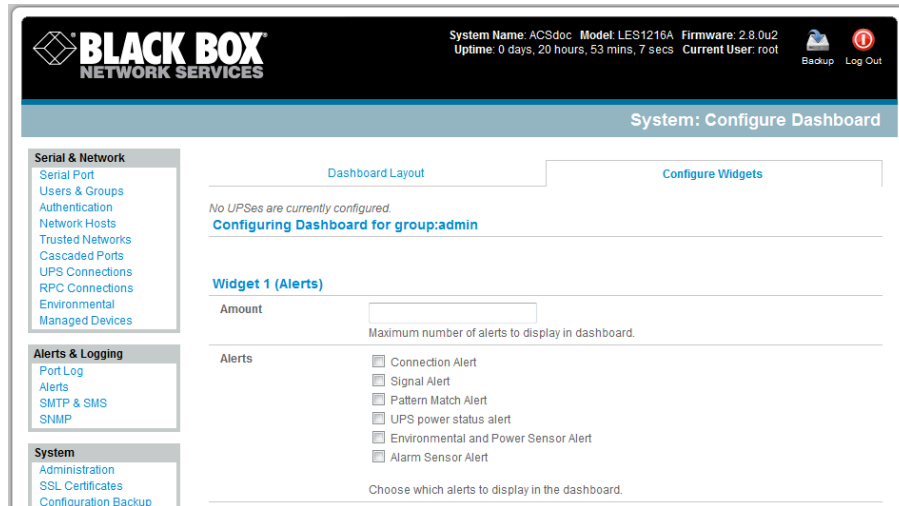 BLACK BOX
NETWORK SERVICES
System Name: ACSdoc Model: LES1216A Firmware: 2.8.0u2
Uptime: 0 days, 20 hours, 53 mins, 7 secs Current User: root
Backup
Log Out
System: Configure Dashboard
Serial & Network
Serial Port
Users & Groups
Authentication
Network Hosts
Trusted Networks
Cascaded Ports
UPS Connections
RPC Connections
Environmental
Managed Devices
Alerts & Logging
Port Log
Alerts
SMTP & SMS
SNMP
System
Administration
SSL Certificates
Configuration Backup
Dashboard Layout
Configure Widgets
No UPSes are currently configured.
Configuring Dashboard for group:admin
Widget 1 (Alerts)
Amount
Maximum number of alerts to display in dashboard.
Alerts
Connection Alert
Signal Alert
Pattern Match Alert
UPS power status alert
Environmental and Power Sensor Alert
Alarm Sensor Alert
Choose which alerts to display in the dashboard.